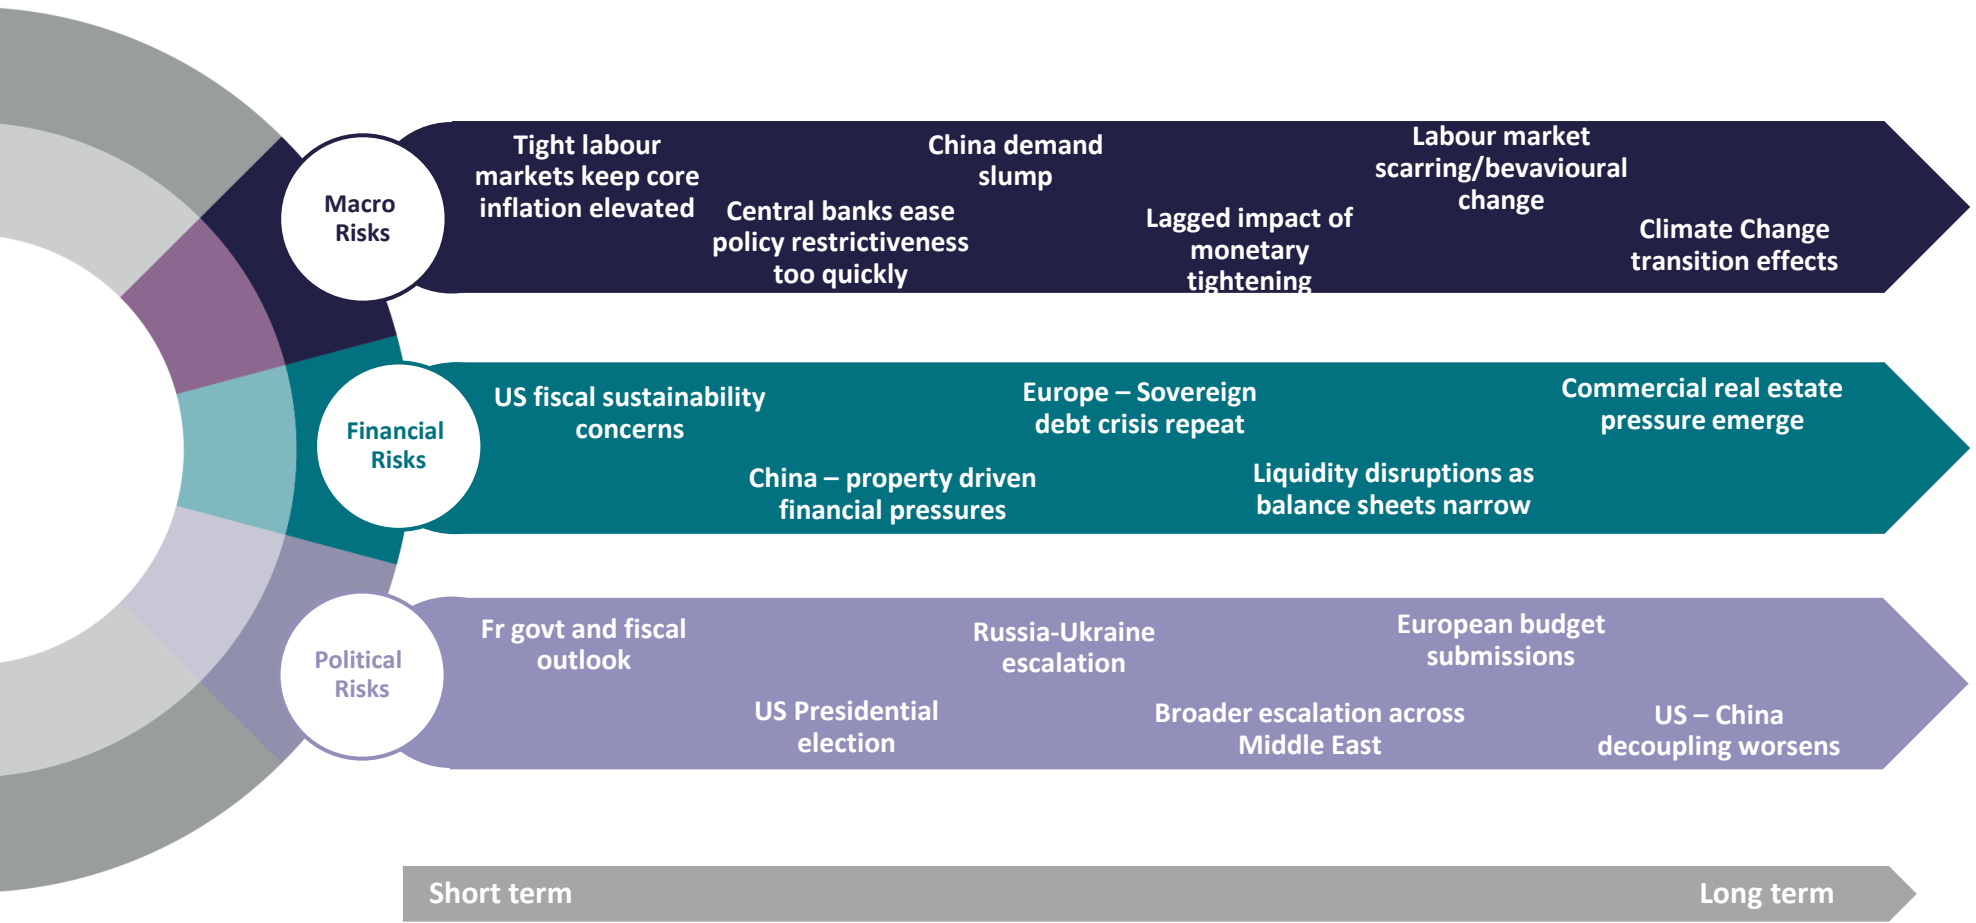 Macro
Risks
Tight labour
markets keep core
inflation elevated
Central banks ease
policy restrictiveness
too quickly
China demand
slump
Lagged impact of
monetary
tightening
Labour market
scarring/bevavioural
change
Climate Change
transition effects
Financial
Risks
US fiscal sustainability
concerns
China – property driven
financial pressures
Europe – Sovereign
debt crisis repeat
Liquidity disruptions as
balance sheets narrow
Commercial real estate
pressure emerge
Political
Risks
Fr govt and fiscal
outlook
US Presidential
election
Russia-Ukraine
escalation
Broader escalation across
Middle East
European budget
submissions
US – China
decoupling worsens
Short term
Long term